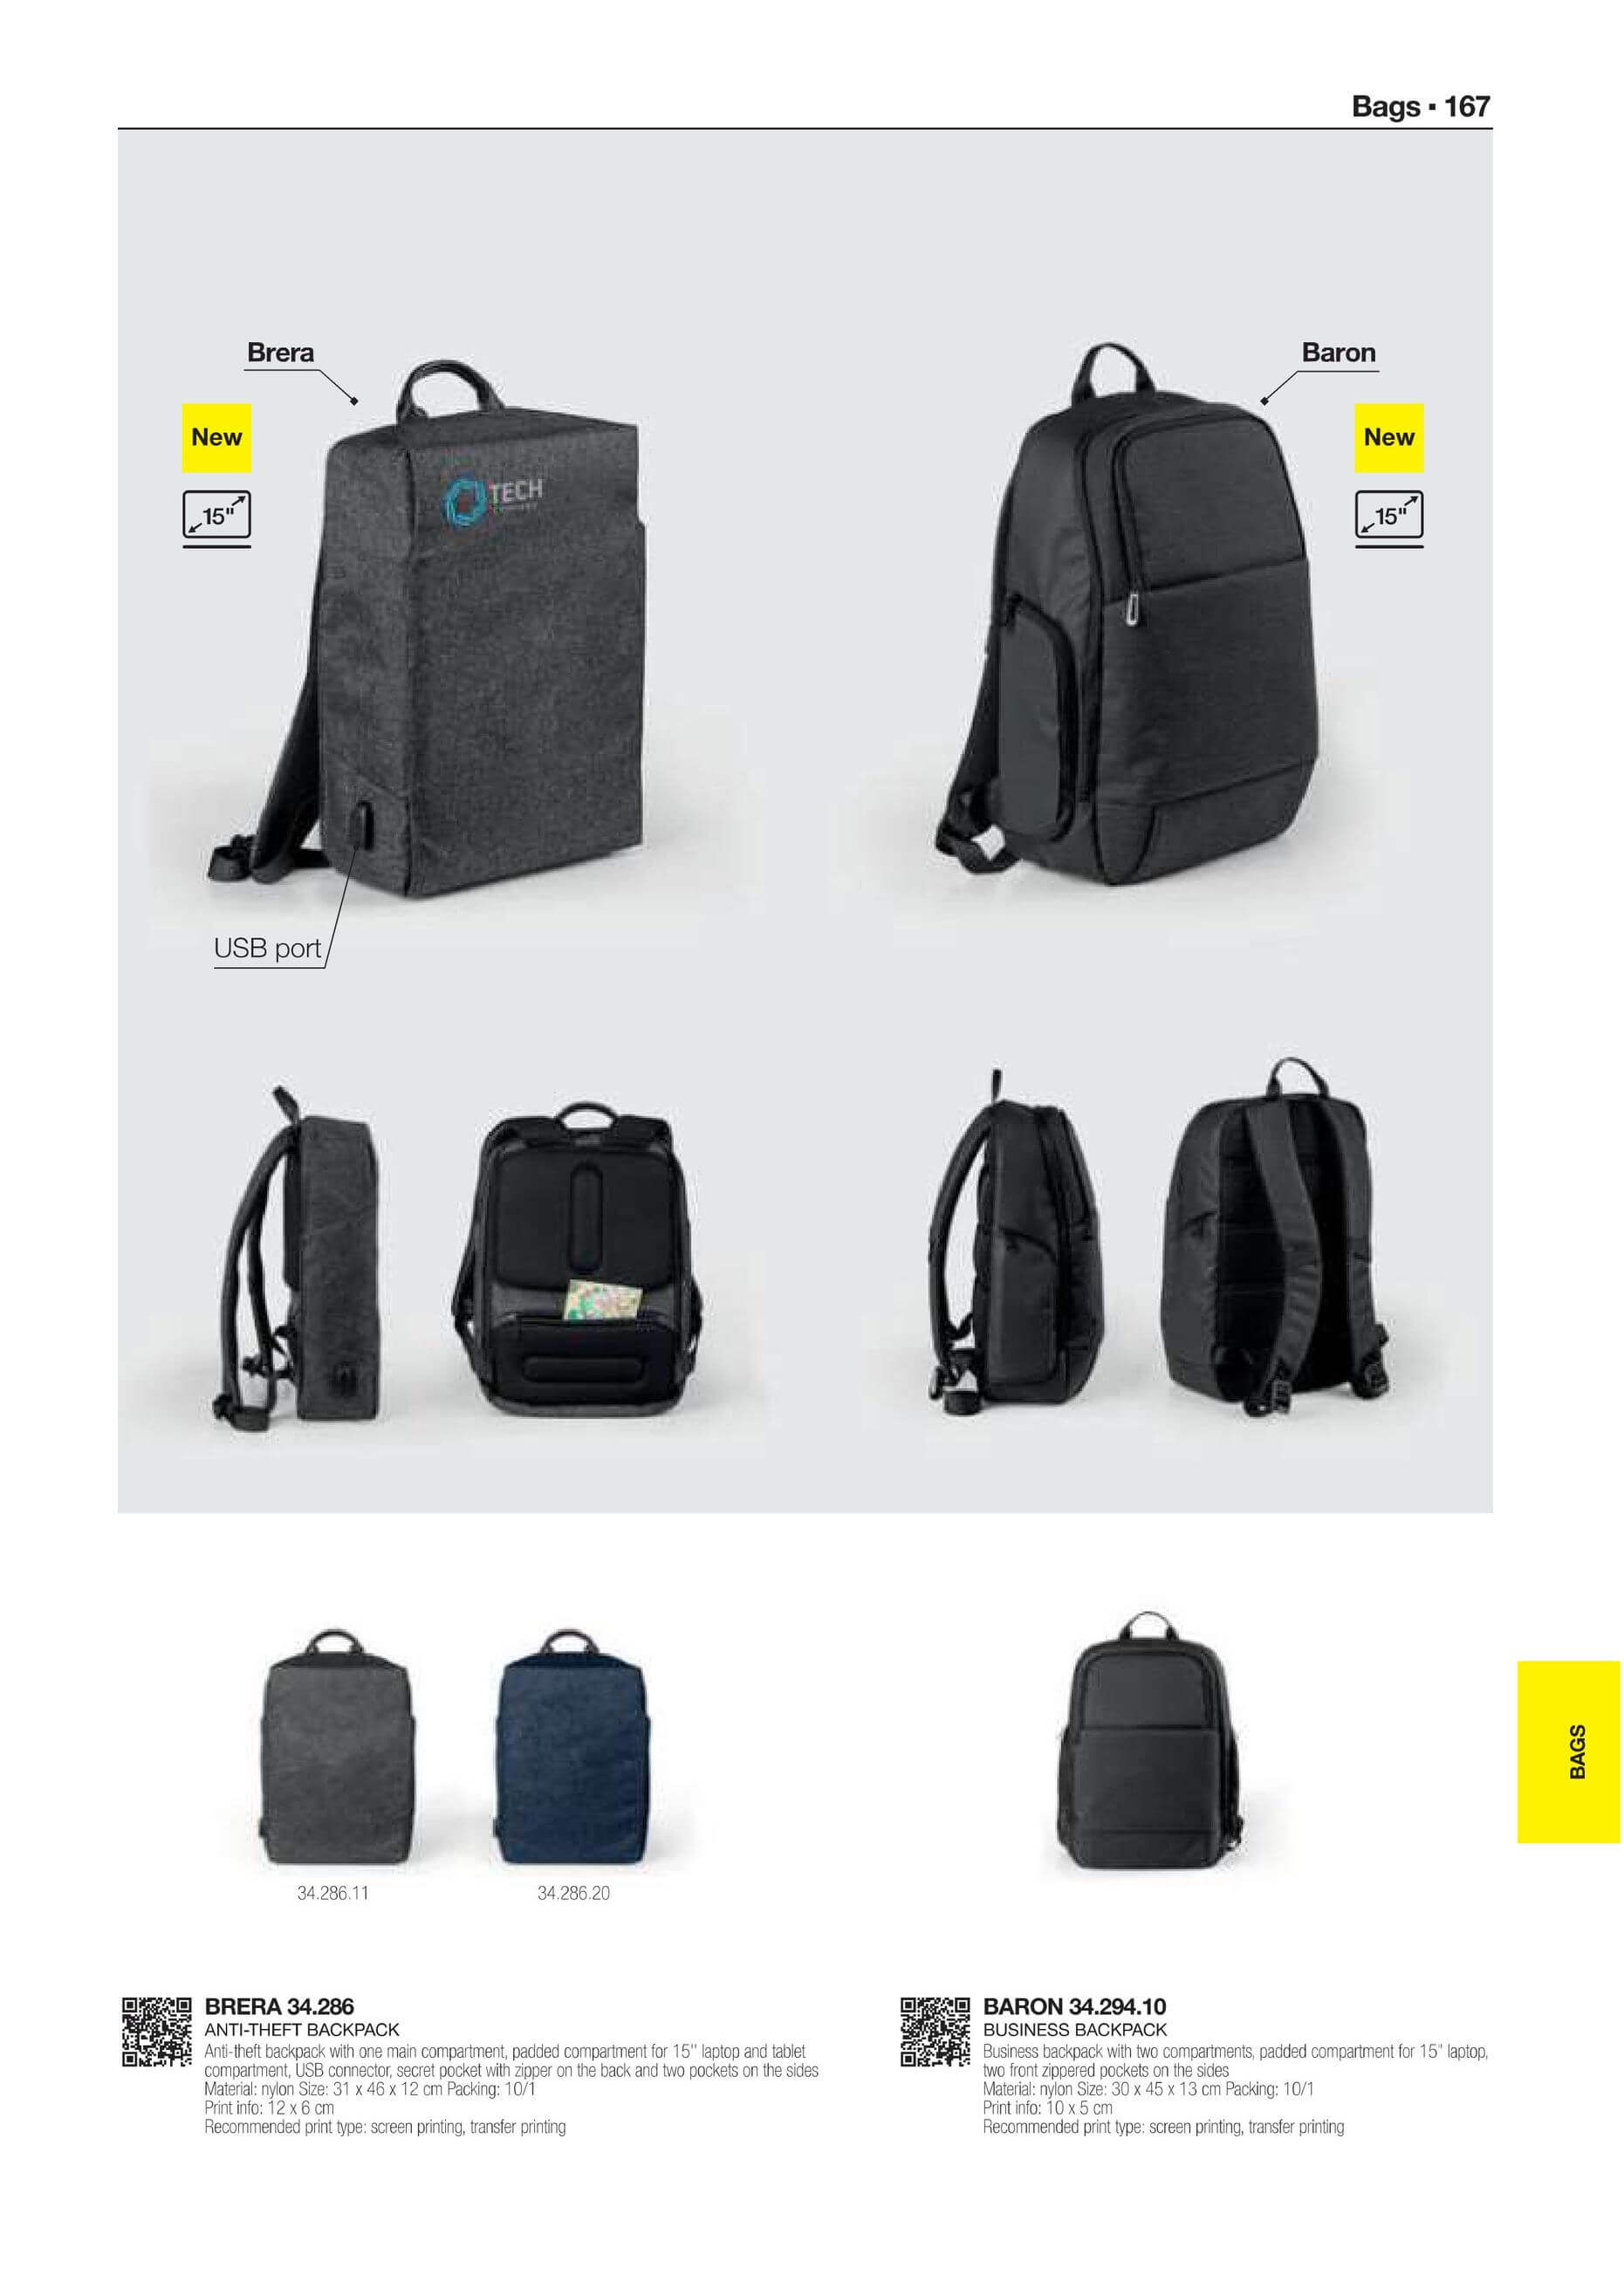 Bags ▪ 167
Brera
Baron
New
New
15"
15"
TECH
USB port
BAGS
34.286.11
34.286.20
BRERA 34.286
ANTI-THEFT BACKPACK
Anti-theft backpack with one main compartment, padded compartment for 15'' laptop and tablet
compartment, USB connector, secret pocket with zipper on the back and two pockets on the sides
Material: nylon Size: 31 x 46 x 12 cm Packing: 10/1
Print info: 12 x 6 cm
Recommended print type: screen printing, transfer printing
BARON 34.294.10
BUSINESS BACKPACK
Business backpack with two compartments, padded compartment for 15" laptop,
two front zippered pockets on the sides
Material: nylon Size: 30 x 45 x 13 cm Packing: 10/1
Print info: 10 x 5 cm
Recommended print type: screen printing, transfer printing